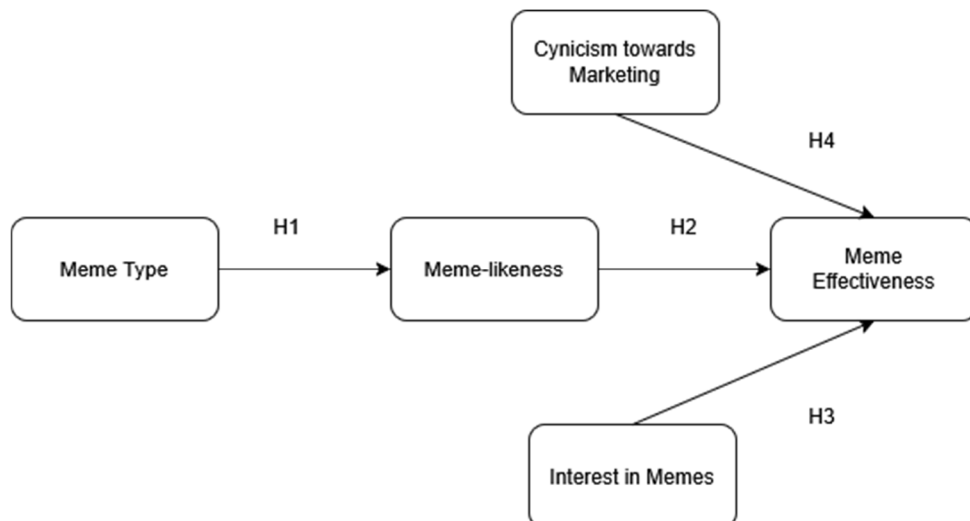 Cynicism towards
Marketing
H4
H1
H2
Meme Type
Meme-likeness
Meme
Effectiveness
H3
Interest in Memes